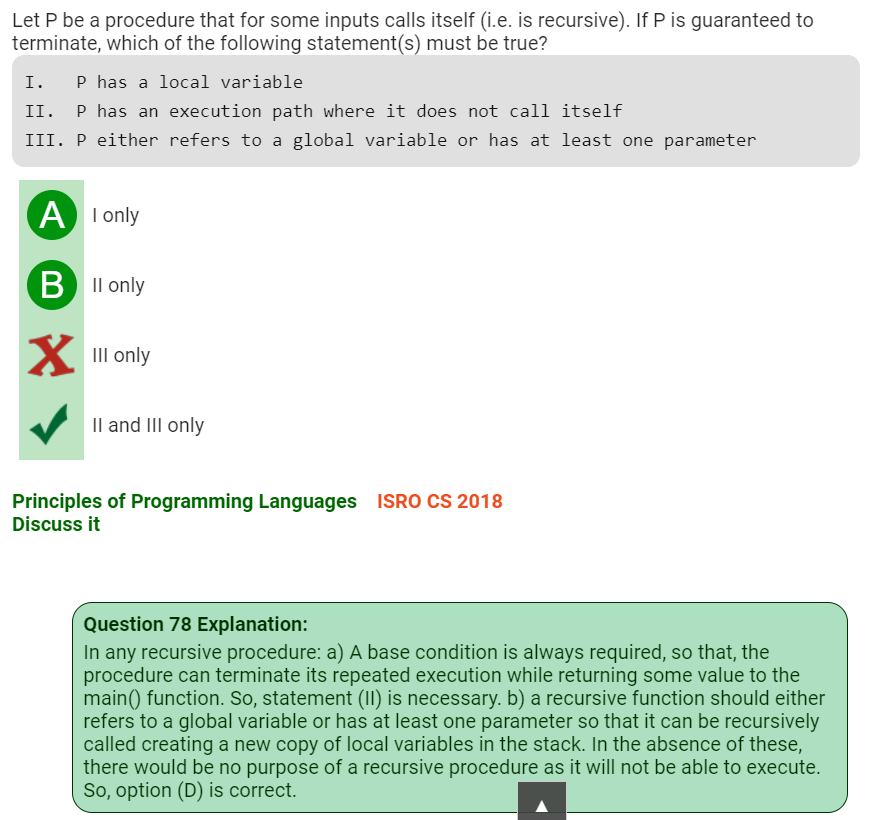 Let P be a procedure that for some inputs calls itself (i.e. is recursive). If P is guaranteed to
terminate, which of the following statement(s) must be true?
I.   P has a local variable
II.  P has an execution path where it does not call itself
III. P either refers to a global variable or has at least one parameter
A I only
B II only
X III only
II and III only
Principles of Programming Languages ISRO CS 2018
Discuss it
Question 78 Explanation:
In any recursive procedure: a) A base condition is always required, so that, the
procedure can terminate its repeated execution while returning some value to the
main() function. So, statement (II) is necessary. b) a recursive function should either
refers to a global variable or has at least one parameter so that it can be recursively
called creating a new copy of local variables in the stack. In the absence of these,
there would be no purpose of a recursive procedure as it will not be able to execute.
So, option (D) is correct.